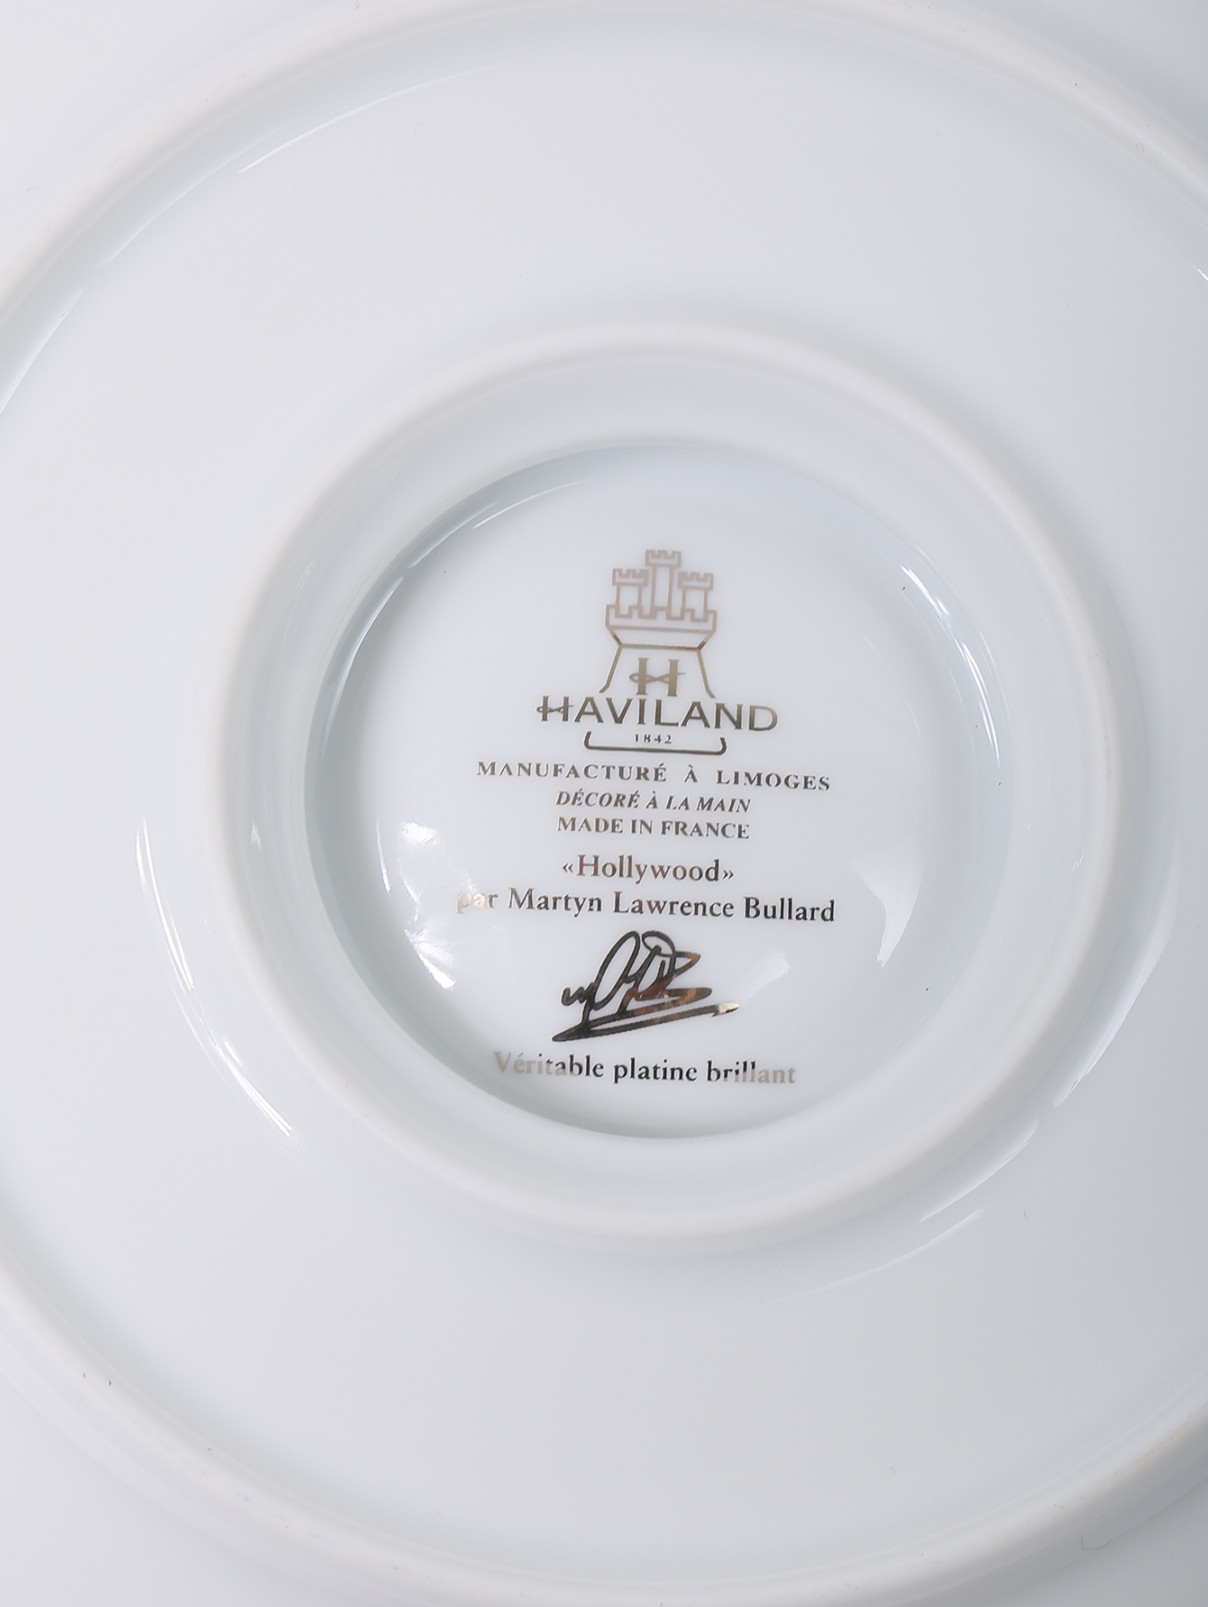 H
HAVILAND
1842
MANUFACTURÉ À LIMOGES
DÉCORÉ À LA MAIN
MADE IN FRANCE
«Hollywood»
par Martyn Lawrence Bullard
Véritable platine brillant